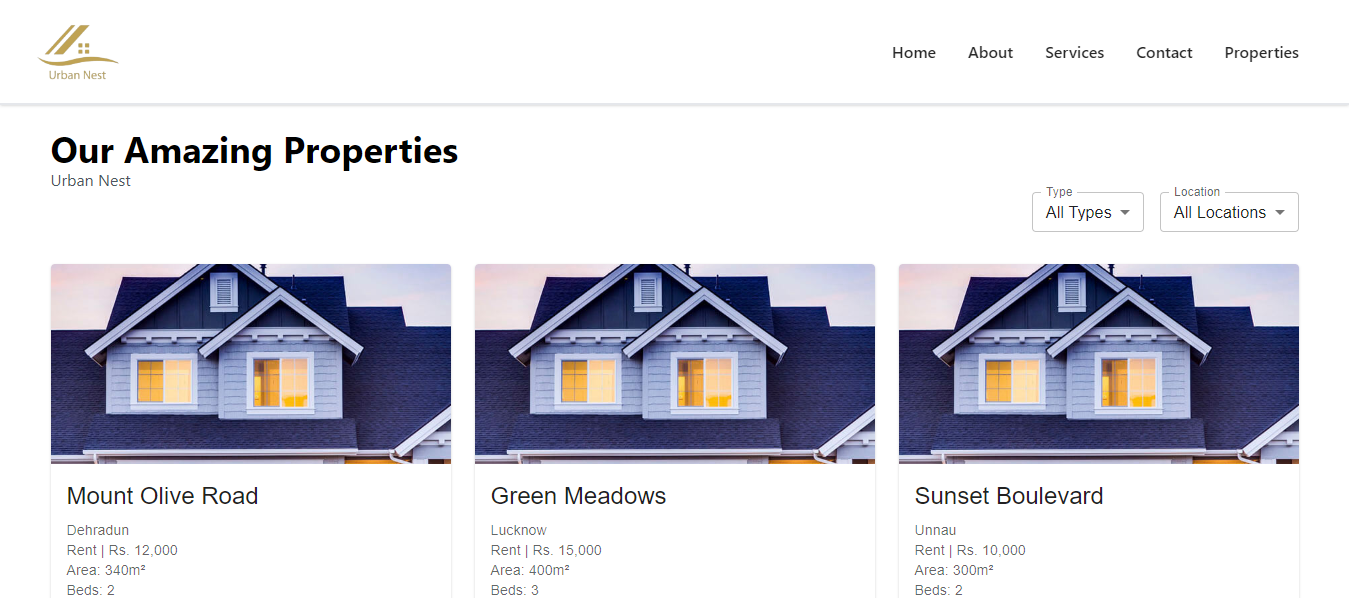 Urban Nest
Home About Services Contact Properties
Our Amazing Properties
Urban Nest
Type Location
All Types All Locations
Mount Olive Road
Dehradun
Rent | Rs. 12,000
Area: 340m²
Beds: 2
Green Meadows
Lucknow
Rent | Rs. 15,000
Area: 400m²
Beds: 3
Sunset Boulevard
Unnau
Rent | Rs. 10,000
Area: 300m²
Beds: 2